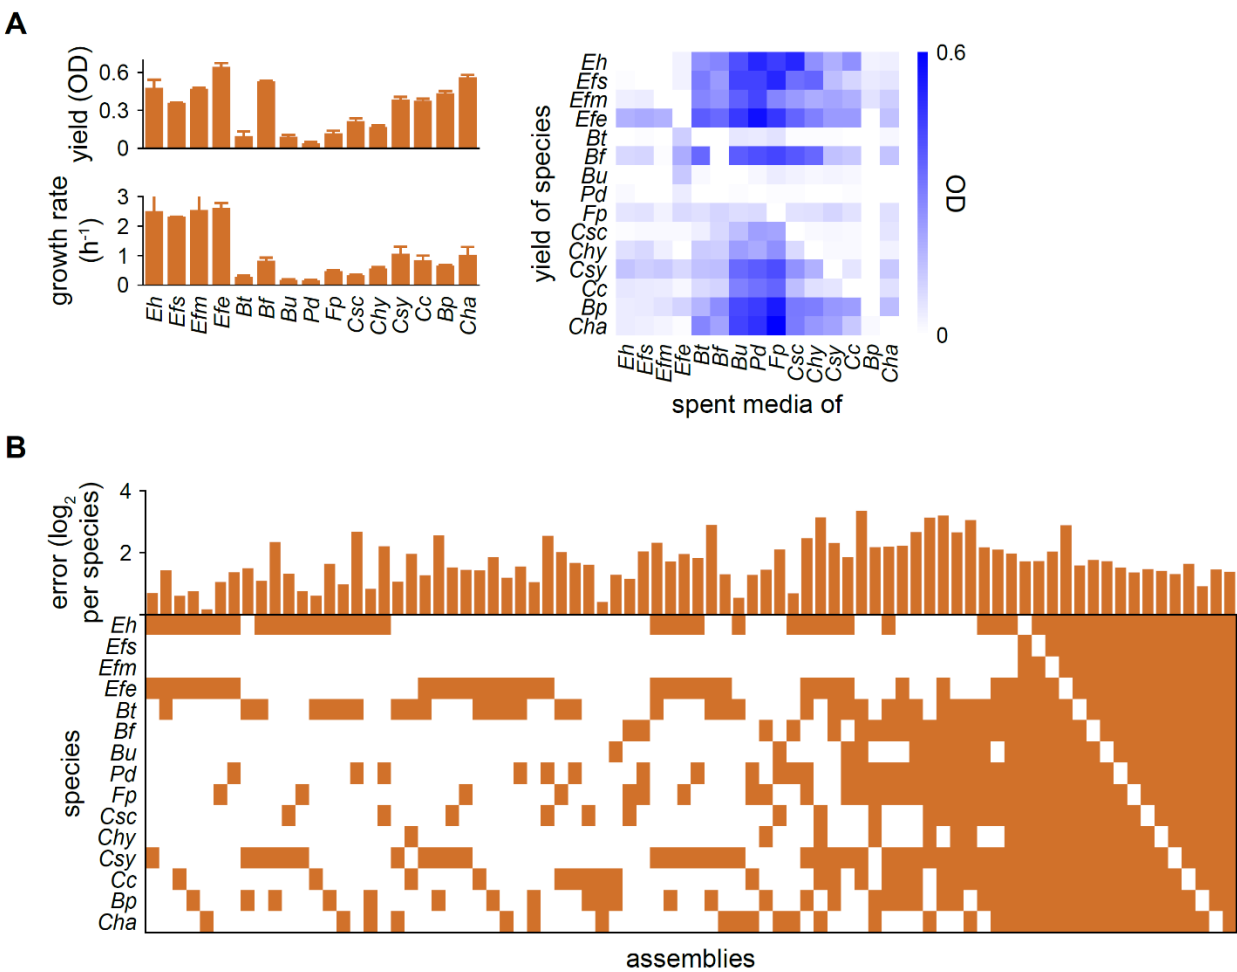 A
yield (OD)
0.6
0.3
0
growth rate
(h-1)
3
2
1
0
Eh
Efs
Efm
Efe
Bt
Bf
Bu
Pd
Fp
Csc
Chy
Csy
Cc
Bp
Cha
yield of species
Eh
Efs
Efm
Efe
Bt
Bf
Bu
Pd
Fp
Csc
Chy
Csy
Cc
Bp
Cha
Eh
Efs
Efm
Efe
Bt
Bf
Bu
Pd
Fp
Csc
Chy
Csy
Cc
Bp
Cha
spent media of
0.6
OD
0
B
error (log2
per species)
4
2
species
Eh
Efs
Efm
Efe
Bt
Bf
Bu
Pd
Fp
Csc
Chy
Csy
Cc
Bp
Cha
assemblies